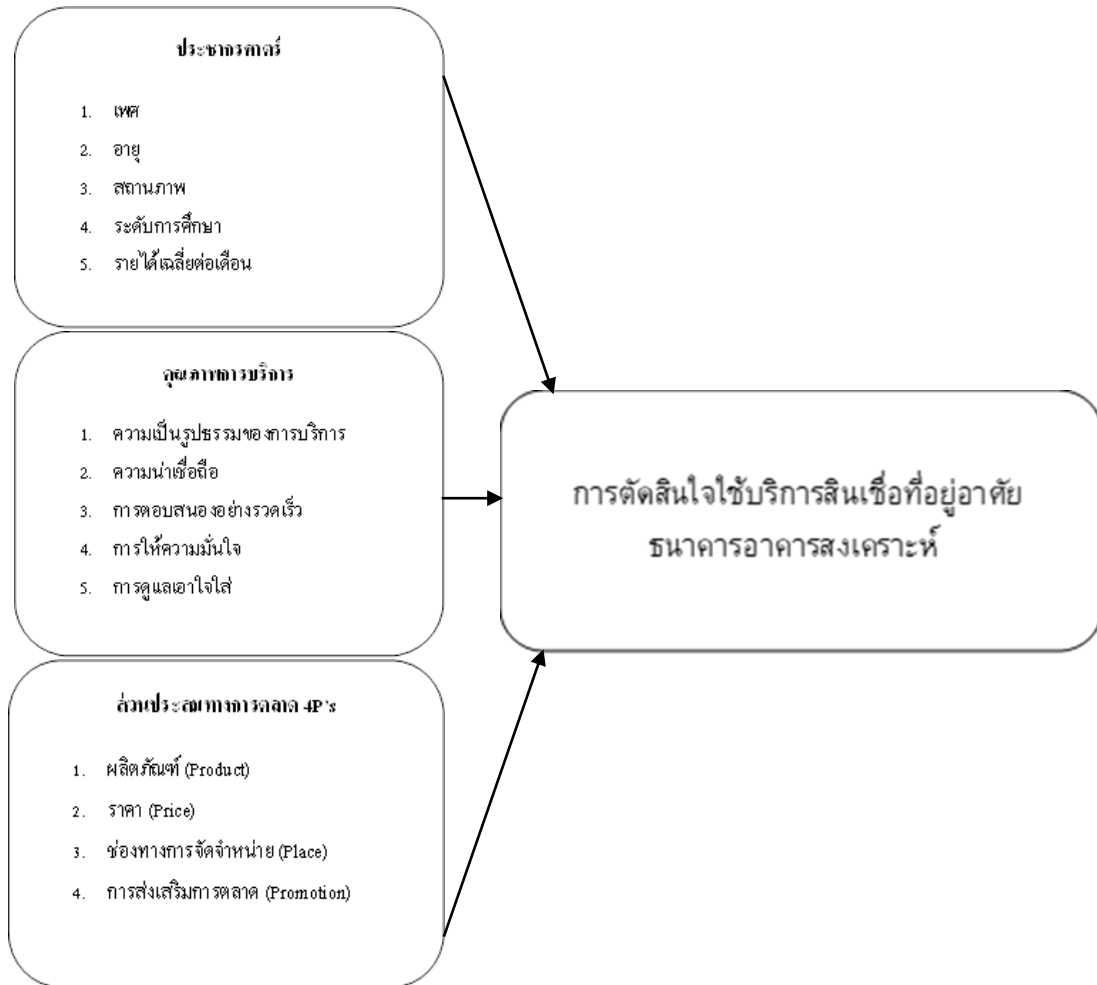 ประชากรศาตร์
1. เพศ
2. อายุ
3. สถานภาพ
4. ระดับการศึกษา
5. รายได้เฉลี่ยต่อเดือน
คุณภาพการบริการ
1. ความเป็นรูปธรรมของการบริการ
2. ความน่าเชื่อถือ
3. การตอบสนองอย่างรวดเร็ว
4. การให้ความมั่นใจ
5. การดูแลเอาใจใส่
การตัดสินใจใช้บริการสินเชื่อที่อยู่อาศัย
ธนาคารอาคารสงเคราะห์
ส่วนประสมทางการตลาด 4P's
1. ผลิตภัณฑ์ (Product)
2. ราคา (Price)
3. ช่องทางการจัดจำหน่าย (Place)
4. การส่งเสริมการตลาด (Promotion)